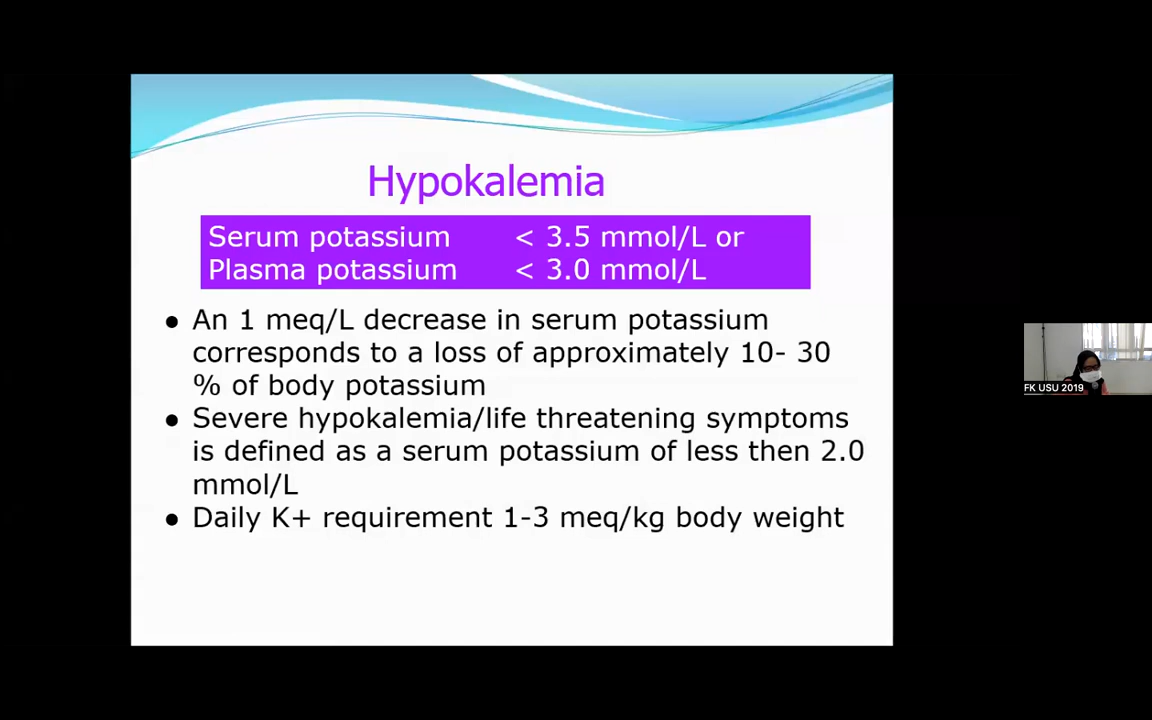 Hypokalemia
Serum potassium < 3.5 mmol/L or
Plasma potassium < 3.0 mmol/L
● An 1 meq/L decrease in serum potassium
corresponds to a loss of approximately 10- 30
% of body potassium
● Severe hypokalemia/life threatening symptoms
is defined as a serum potassium of less then 2.0
mmol/L
● Daily K+ requirement 1-3 meq/kg body weight
FK USU 2019